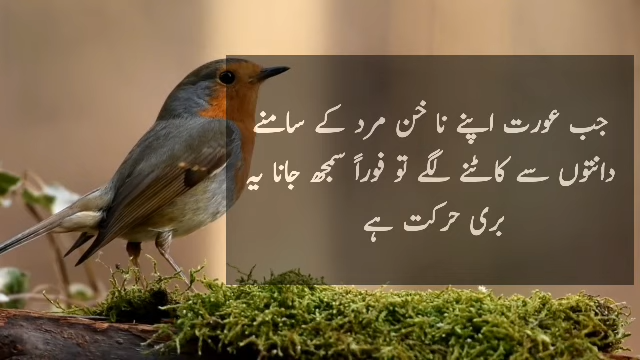 جب عورت اپنے ناخن مرد کے سامنے
دانتوں سے کاٹنے لگے تو فوراً سمجھ جانا یہ
بری حرکت ہے